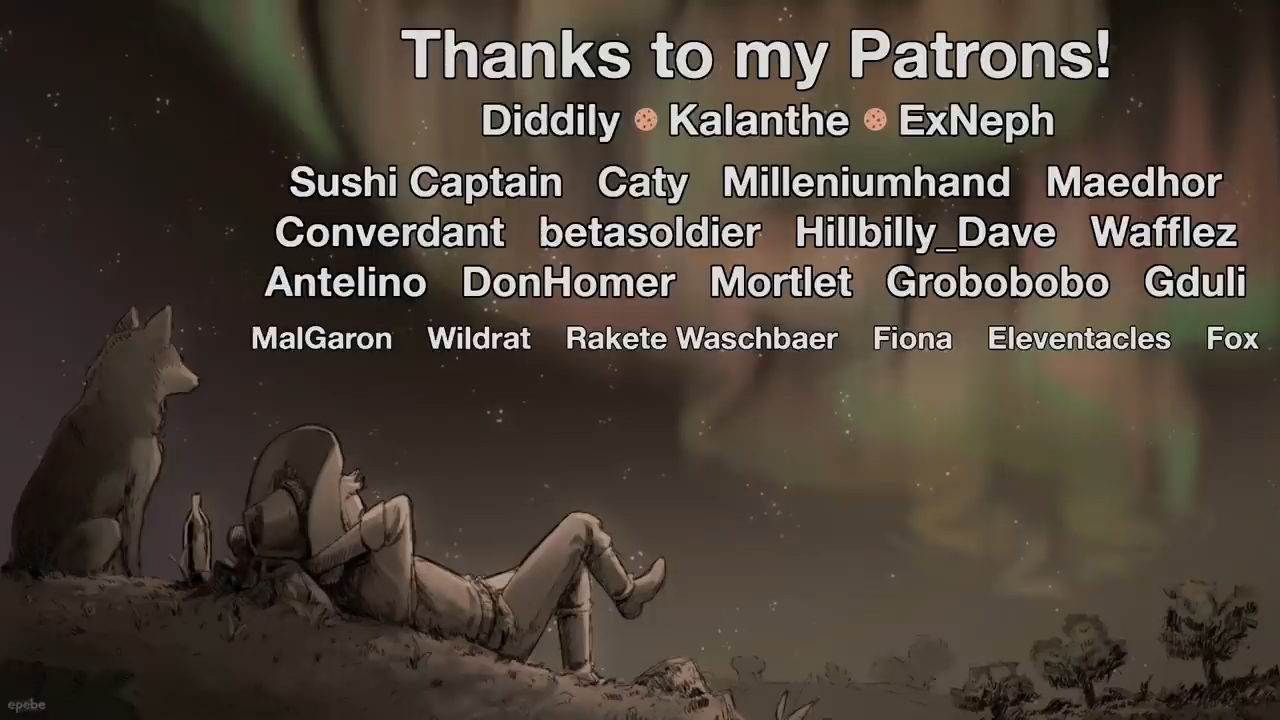 Thanks to my Patrons!
Diddily 🍪 Kalanthe 🍪 ExNeph
Sushi Captain Caty Milleniumhand Maedhor
Converdant betasoldier Hillbilly_Dave Wafflez
Antelino DonHomer Mortlet Grobobobo Gduli
MalGaron Wildrat Rakete Waschbaer Fiona Eleventacles Fox
epebe